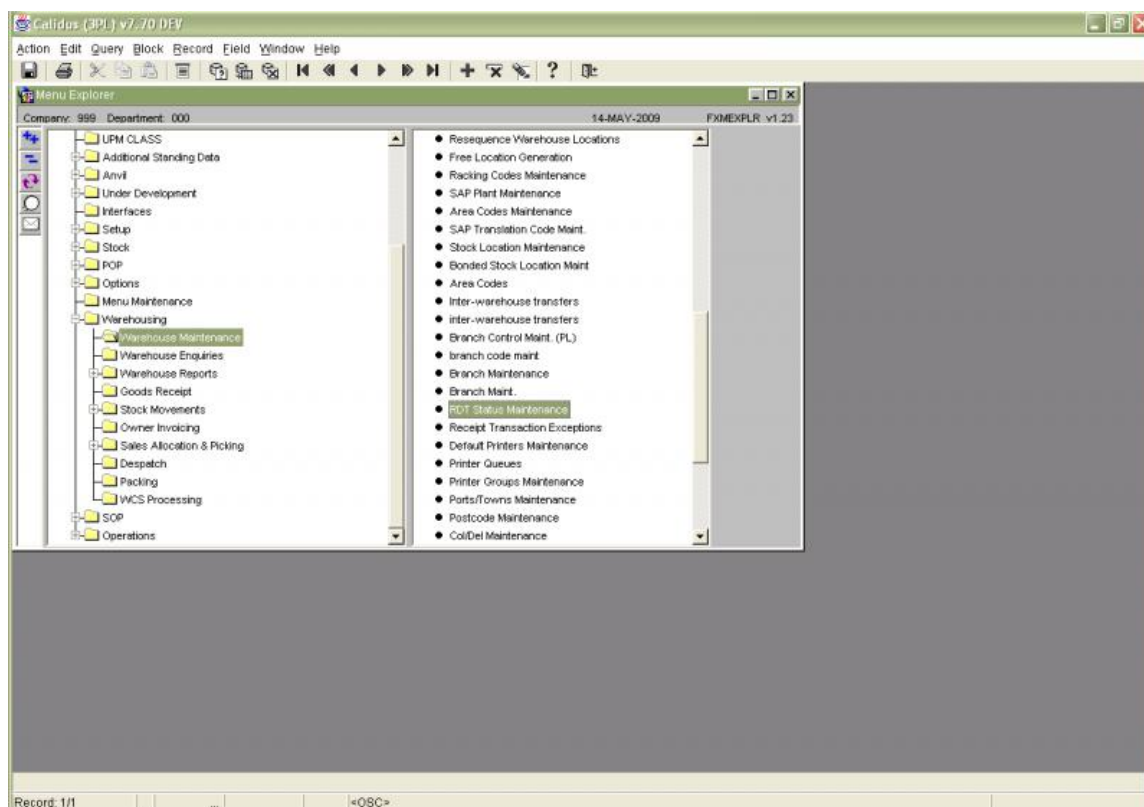 Calidus (3PL) v7.70 DEV
Action Edit Query Block Record Field Window Help
Menu Explorer
Company: 999 Department: 000 14-MAY-2009 FXMEXPLR v1.23
UPM CLASS
Additional Standing Data
Anvil
Under Development
Interfaces
Setup
Stock
POP
Options
Menu Maintenance
Warehousing
Warehouse Maintenance
Warehouse Enquiries
Warehouse Reports
Goods Receipt
Stock Movements
Owner Invoicing
Sales Allocation & Picking
Despatch
Packing
WCS Processing
SOP
Operations
Resequence Warehouse Locations
Free Location Generation
Racking Codes Maintenance
SAP Plant Maintenance
Area Codes Maintenance
SAP Translation Code Maint.
Stock Location Maintenance
Bonded Stock Location Maint
Area Codes
Inter-warehouse transfers
inter-warehouse transfers
Branch Control Maint. (PL)
branch code maint
Branch Maintenance
Branch Maint.
RDT Status Maintenance
Receipt Transaction Exceptions
Default Printers Maintenance
Printer Queues
Printer Groups Maintenance
Ports/Towns Maintenance
Postcode Maintenance
Col/Del Maintenance
Record: 1/1 ... <OSC>